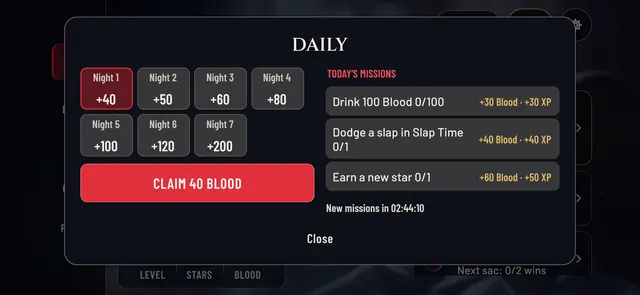 DAILY
Night 1
+40
Night 2
+50
Night 3
+60
Night 4
+80
Night 5
+100
Night 6
+120
Night 7
+200
CLAIM 40 BLOOD
TODAY'S MISSIONS
Drink 100 Blood 0/100
+30 Blood · +30 XP
Dodge a slap in Slap Time
0/1
+40 Blood · +40 XP
Earn a new star 0/1
+60 Blood · +50 XP
New missions in 02:44:10
Close
LEVEL
STARS
BLOOD
Next sac: 0/2 wins